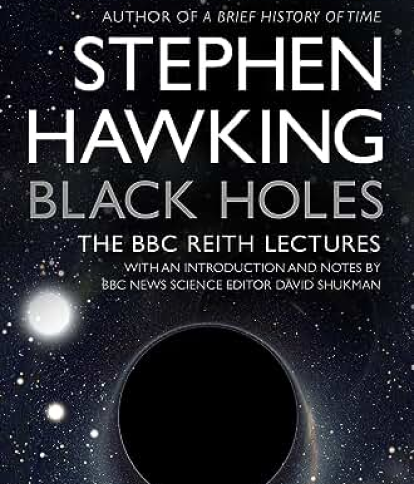 AUTHOR OF A BRIEF HISTORY OF TIME
STEPHEN
HAWKING
BLACK HOLES
THE BBC REITH LECTURES
WITH AN INTRODUCTION AND NOTES BY
BBC NEWS SCIENCE EDITOR DAVID SHUKMAN